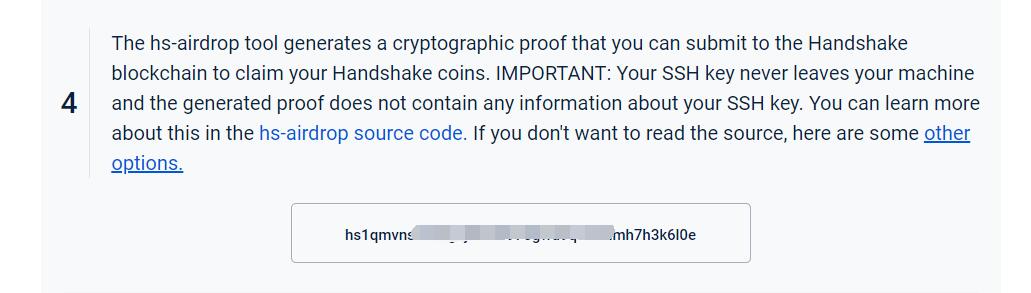 The hs-airdrop tool generates a cryptographic proof that you can submit to the Handshake
blockchain to claim your Handshake coins. IMPORTANT: Your SSH key never leaves your machine
4 and the generated proof does not contain any information about your SSH key. You can learn more
about this in the hs-airdrop source code. If you don't want to read the source, here are some other
options.
hs1qmvns mh7h3k6l0e